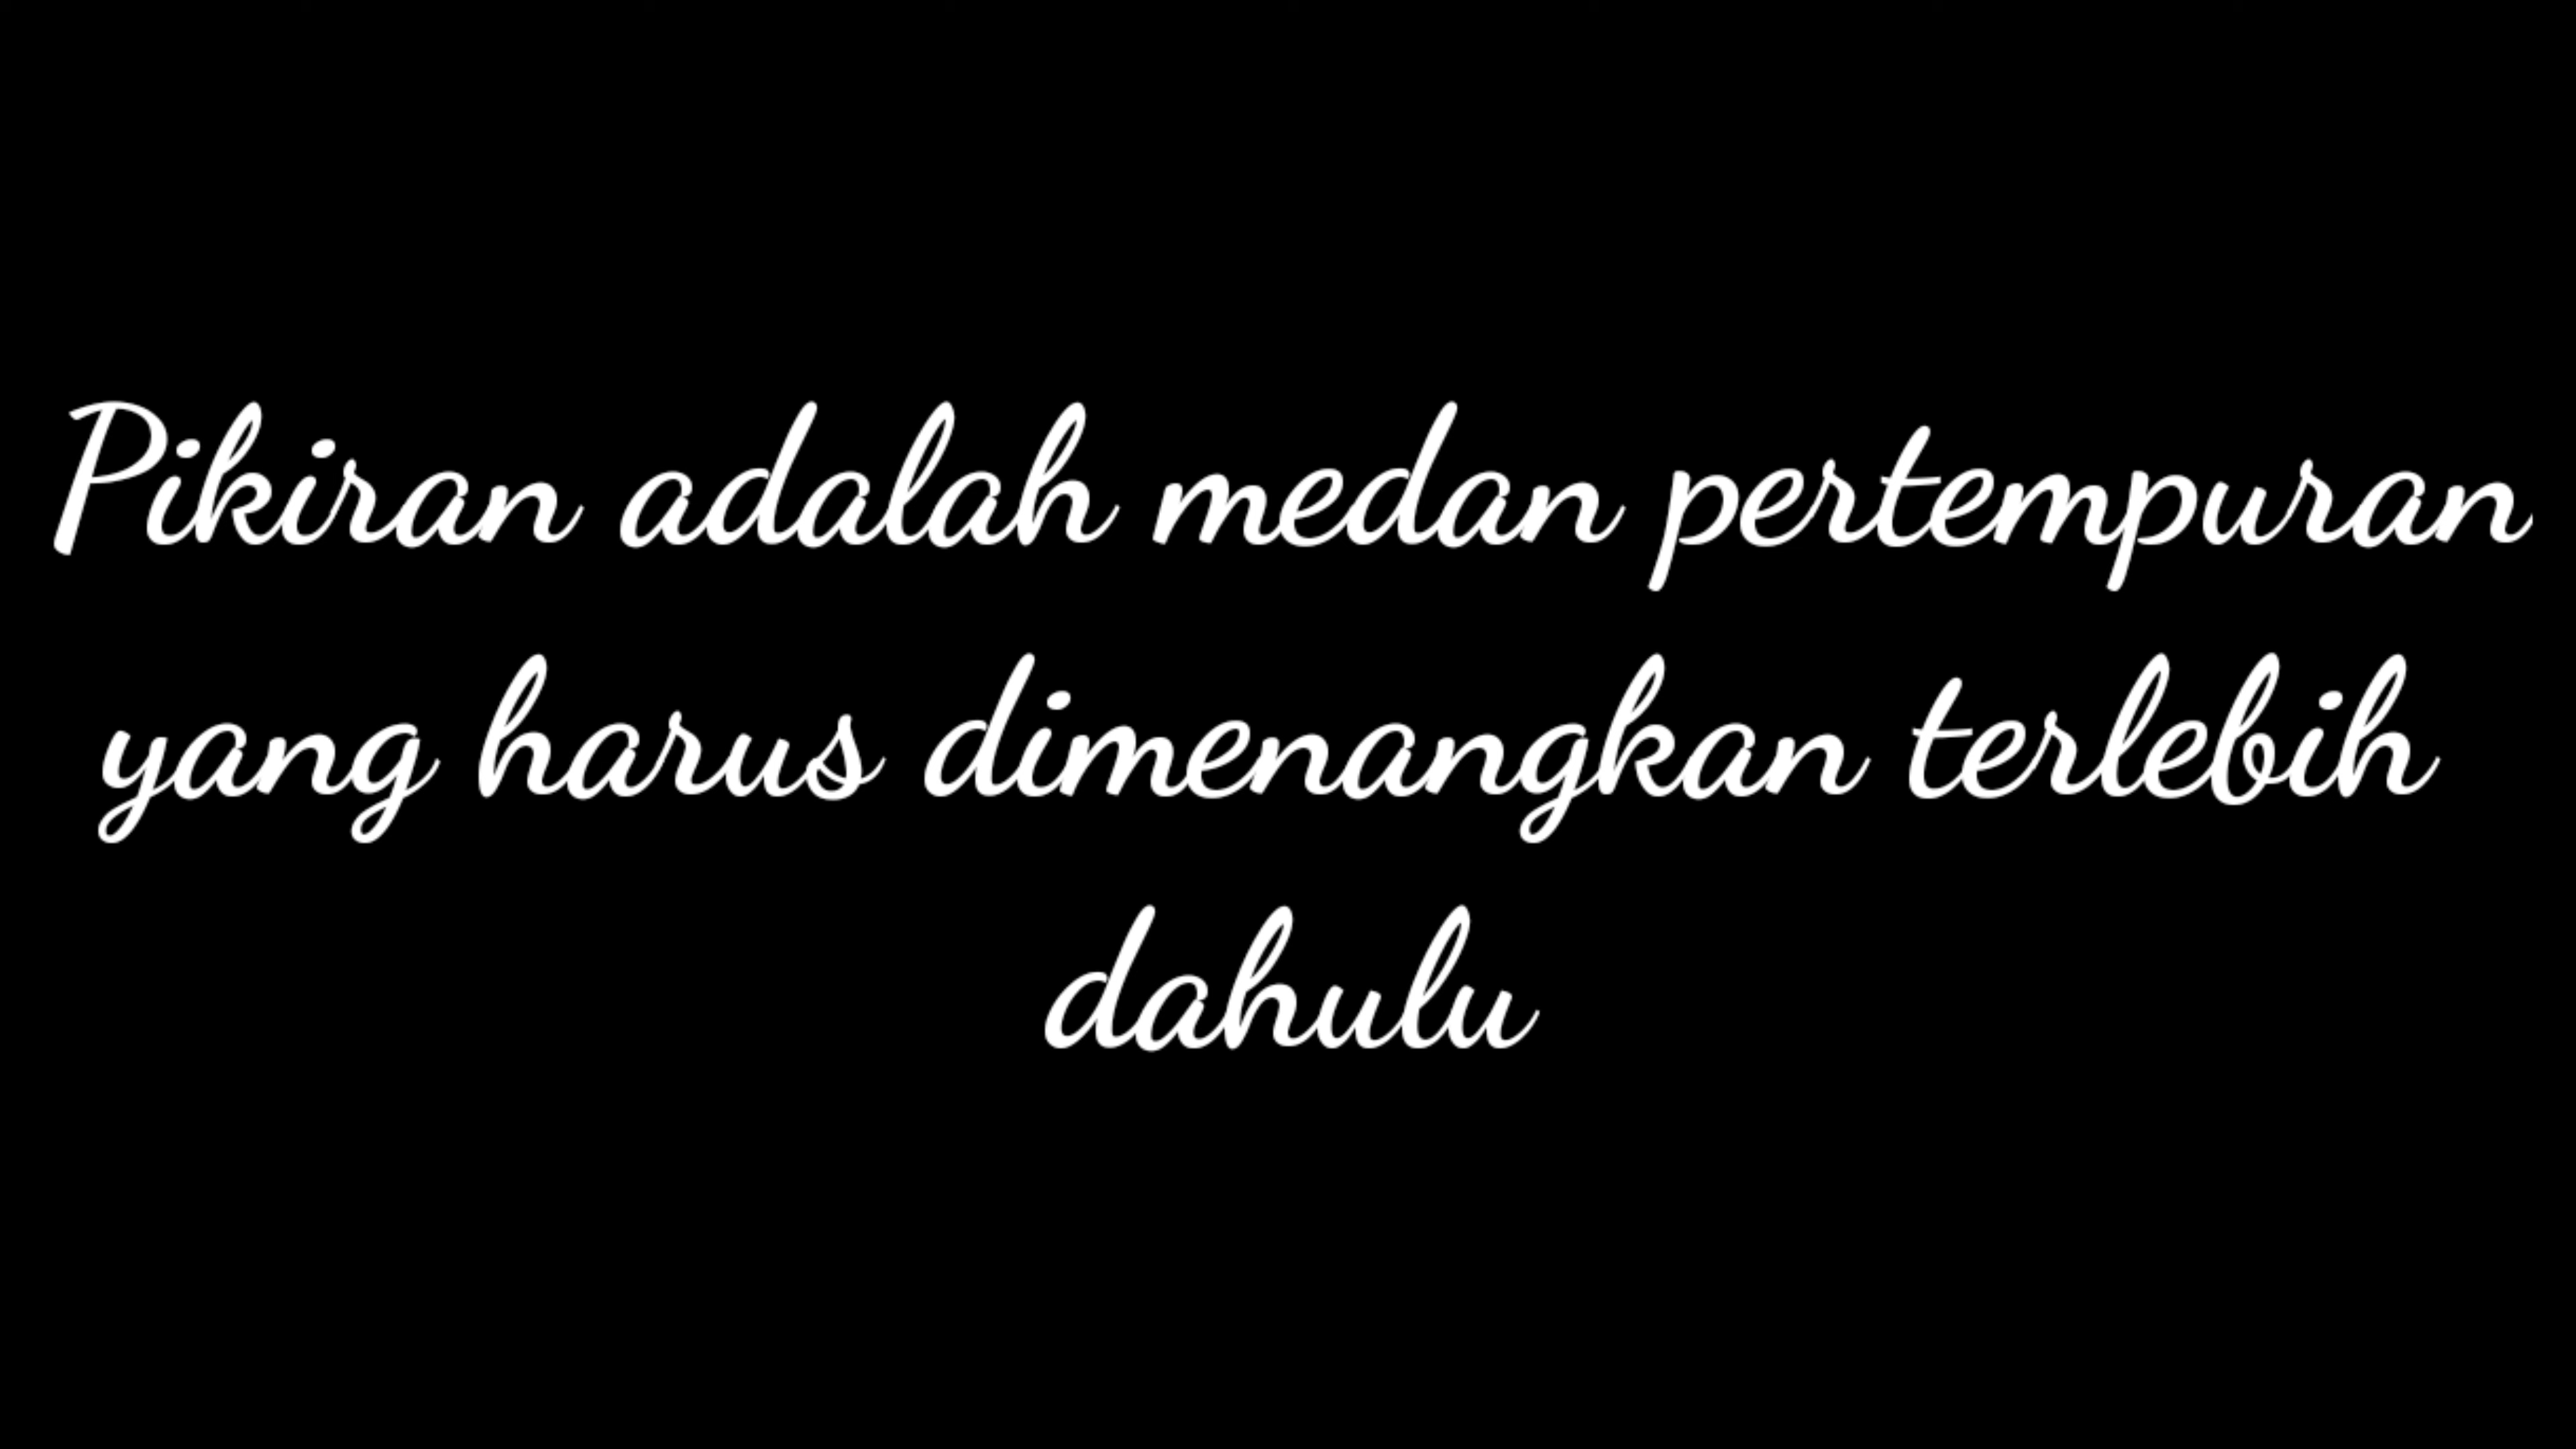 Pikiran adalah medan pertempuran
yang harus dimenangkan terlebih
dahulu